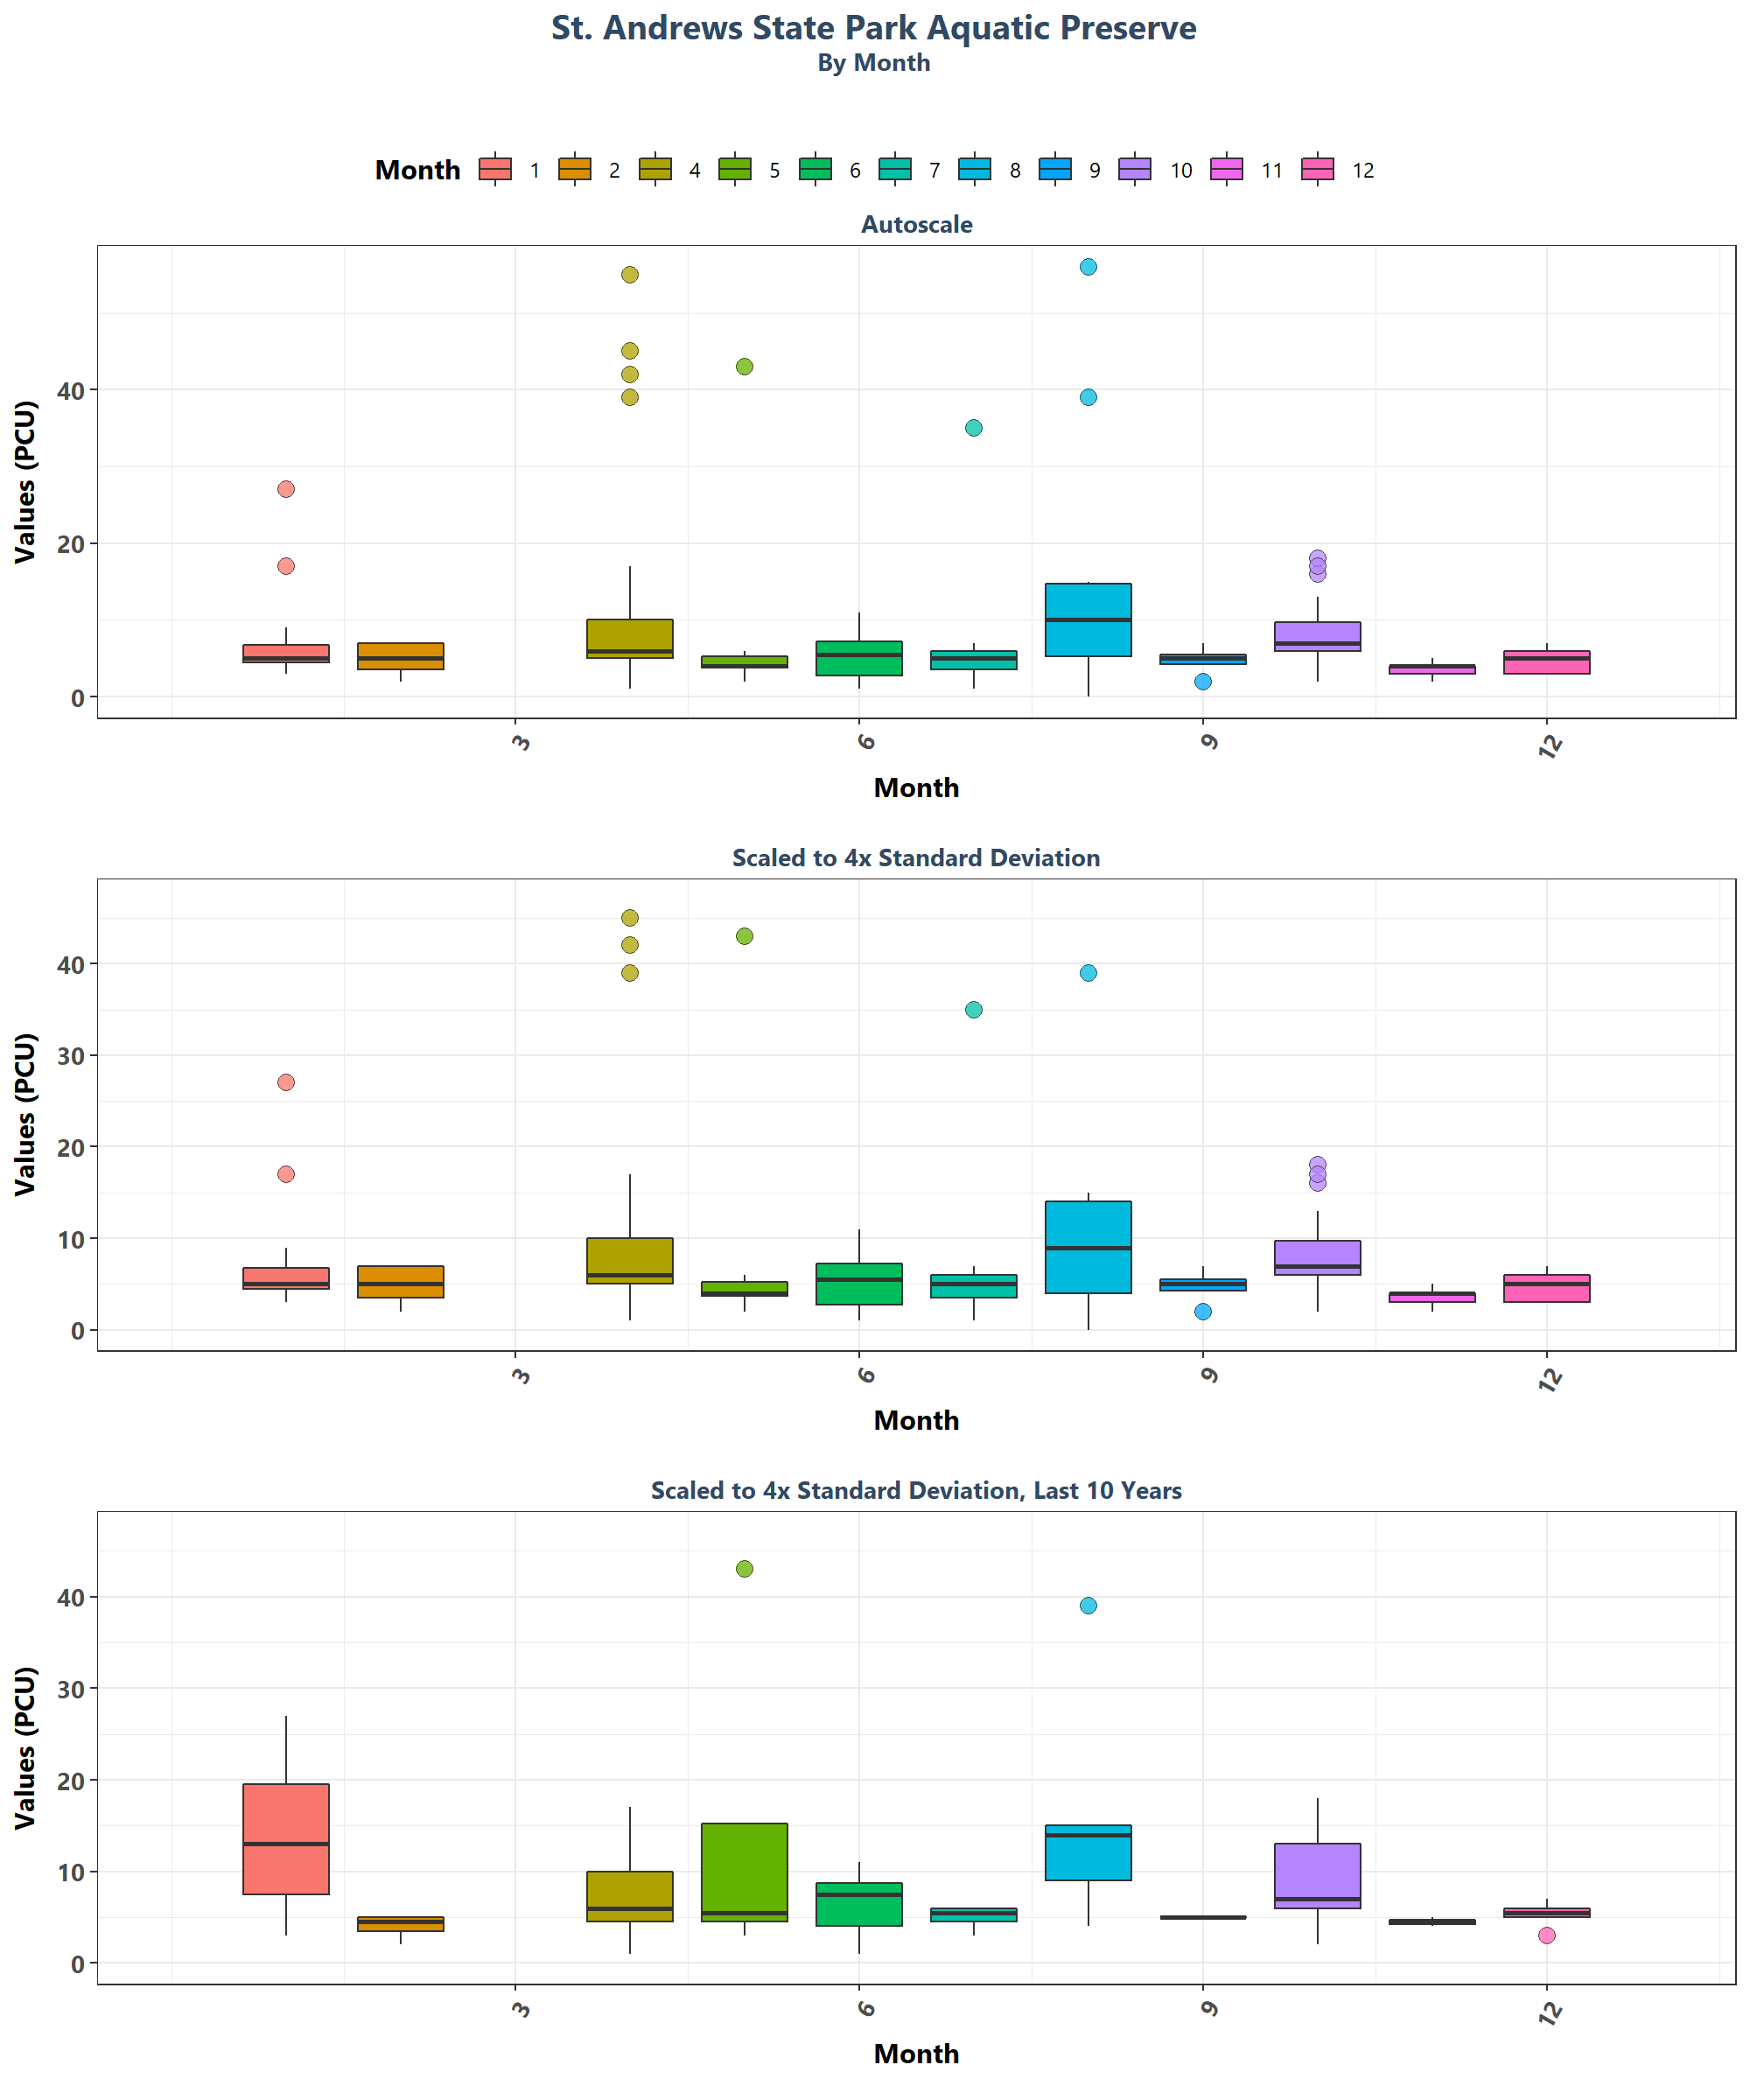 St. Andrews State Park Aquatic Preserve
By Month
Month 1 2 4 5 6 7 8 9 10 11 12
Autoscale
Values (PCU)
40
20
0
3 6 9 12
Month
Scaled to 4x Standard Deviation
Values (PCU)
40
30
20
10
0
3 6 9 12
Month
Scaled to 4x Standard Deviation, Last 10 Years
Values (PCU)
40
30
20
10
0
3 6 9 12
Month